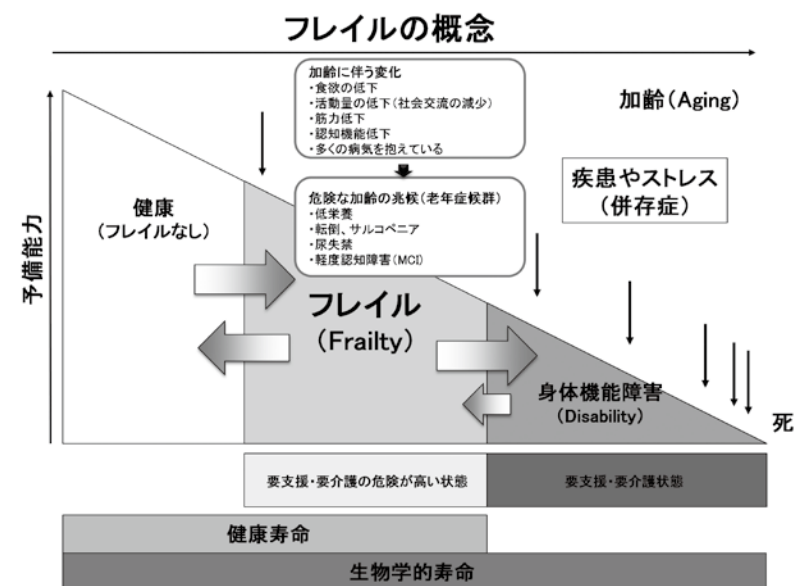 フレイルの概念
加齢に伴う変化
・食欲の低下
・活動量の低下(社会交流の減少)
・筋力低下
・認知機能低下
・多くの病気を抱えている
加齢(Aging)
疾患やストレス
(併存症)
危険な加齢の兆候(老年症候群)
・低栄養
・転倒、サルコペニア
・尿失禁
・軽度認知障害(MCI)
予備能力
健康
(フレイルなし)
フレイル
(Frailty)
身体機能障害
(Disability)
死
要支援・要介護の危険が高い状態
要支援・要介護状態
健康寿命
生物学的寿命